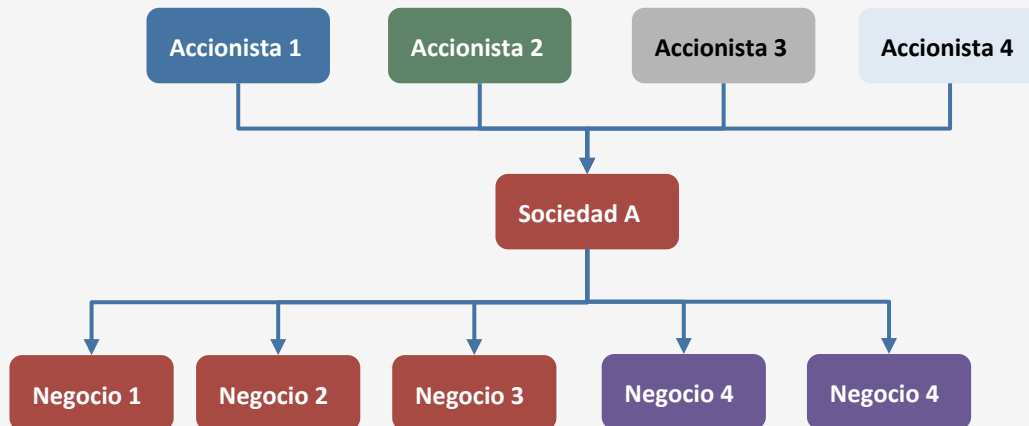 Accionista 1
Accionista 2
Accionista 3
Accionista 4
Sociedad A
Negocio 1
Negocio 2
Negocio 3
Negocio 4
Negocio 4